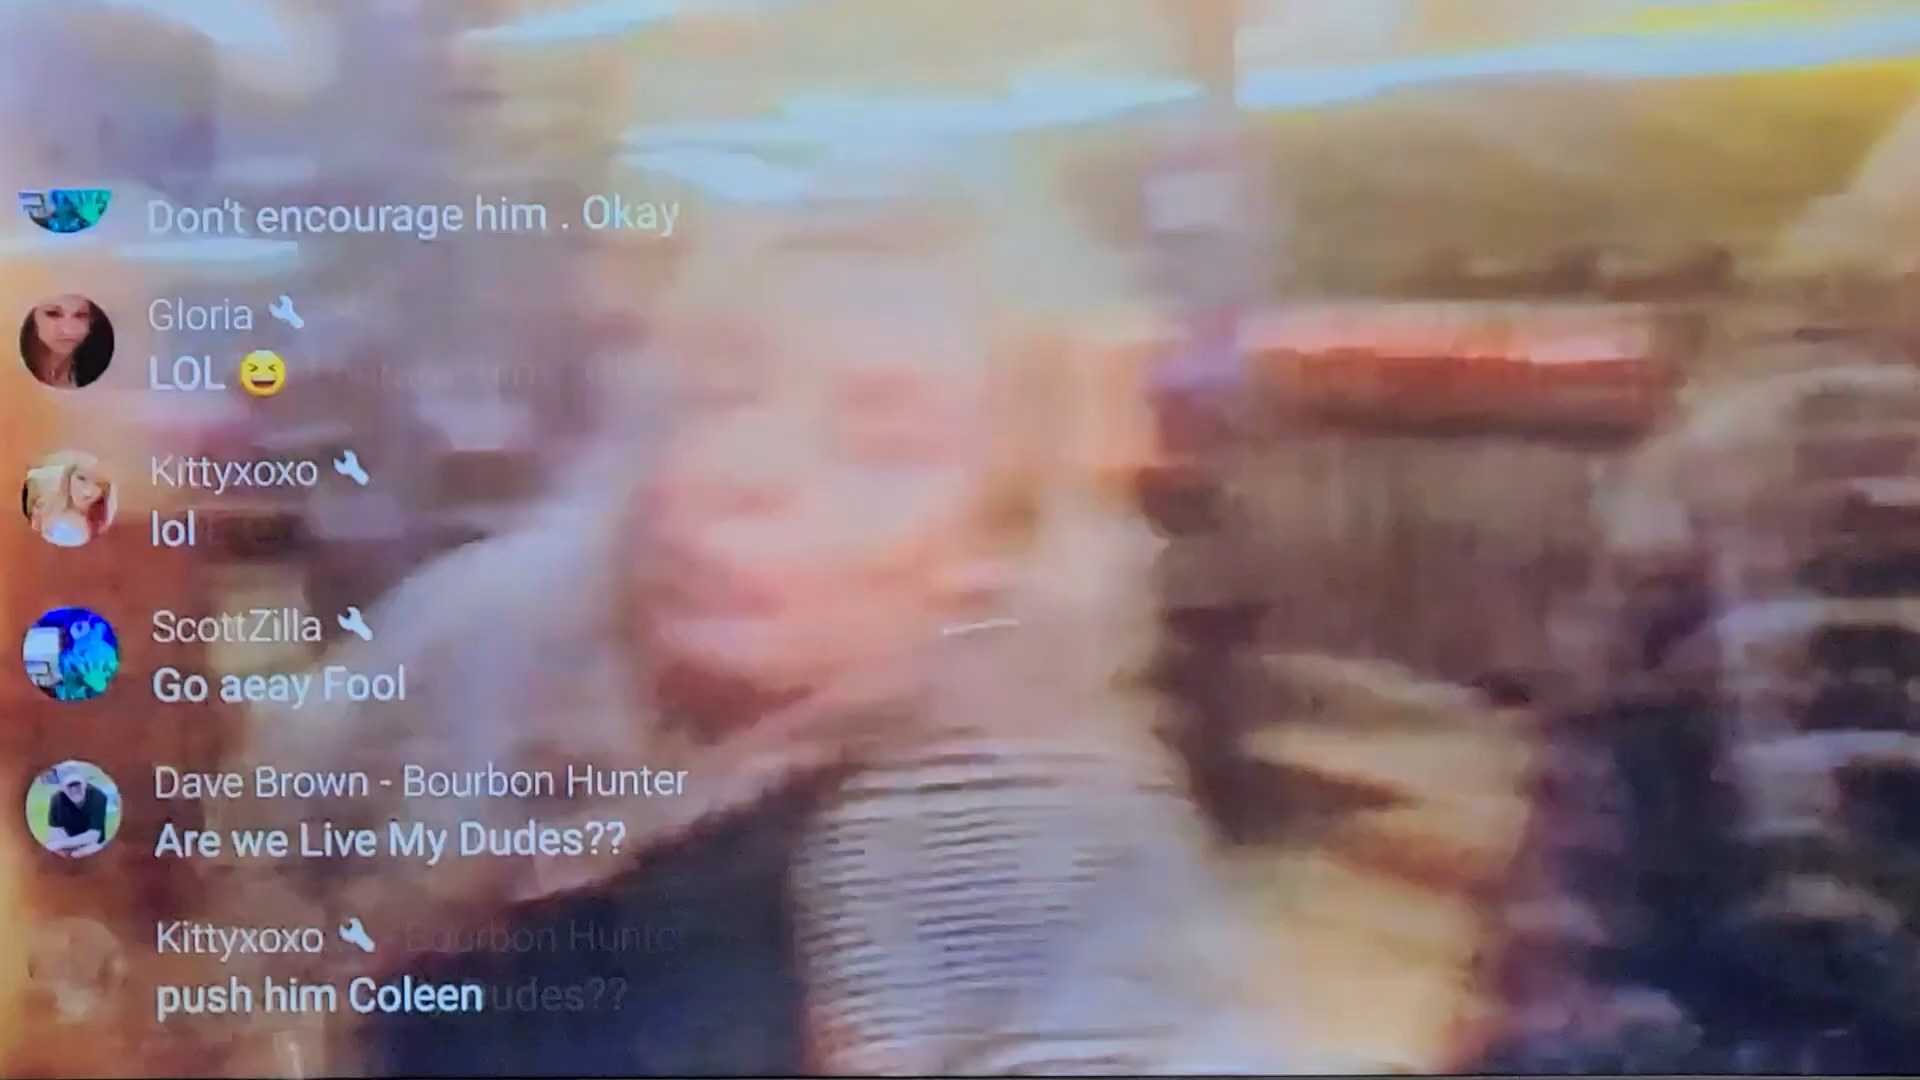 Don't encourage him . Okay
Gloria
LOL
Kittyxoxo
lol
ScottZilla
Go aeay Fool
Dave Brown - Bourbon Hunter
Are we Live My Dudes??
Kittyxoxo
push him Coleen